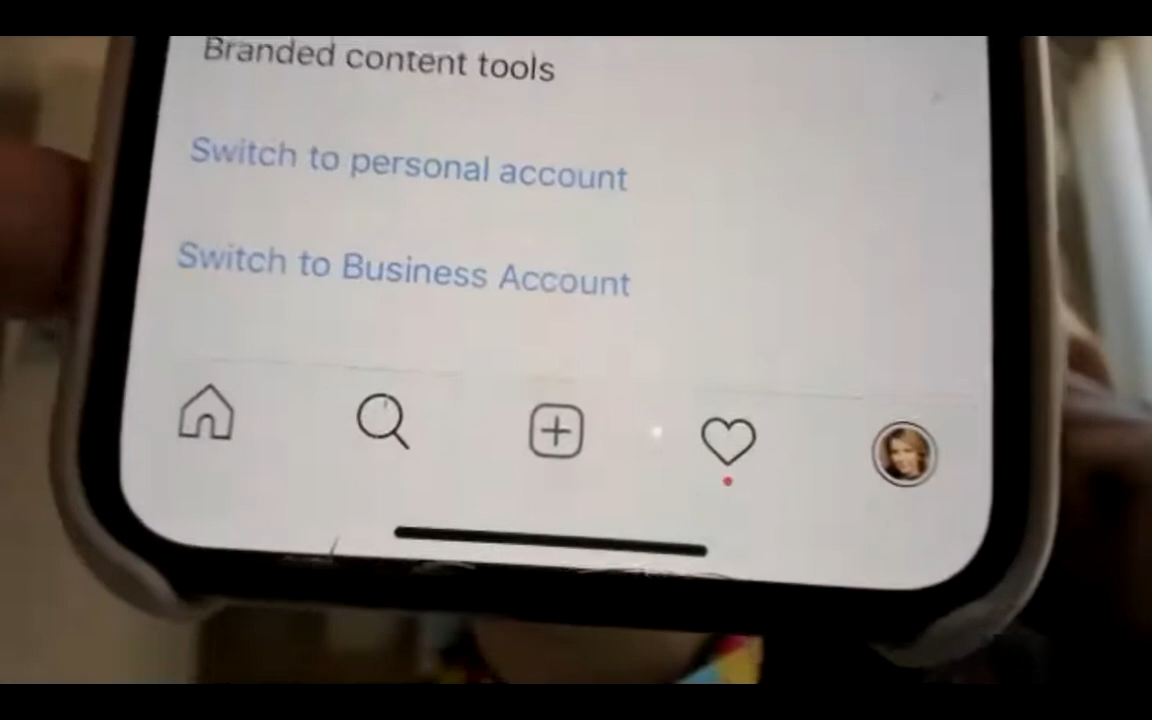 Branded content tools
Switch to personal account
Switch to Business Account